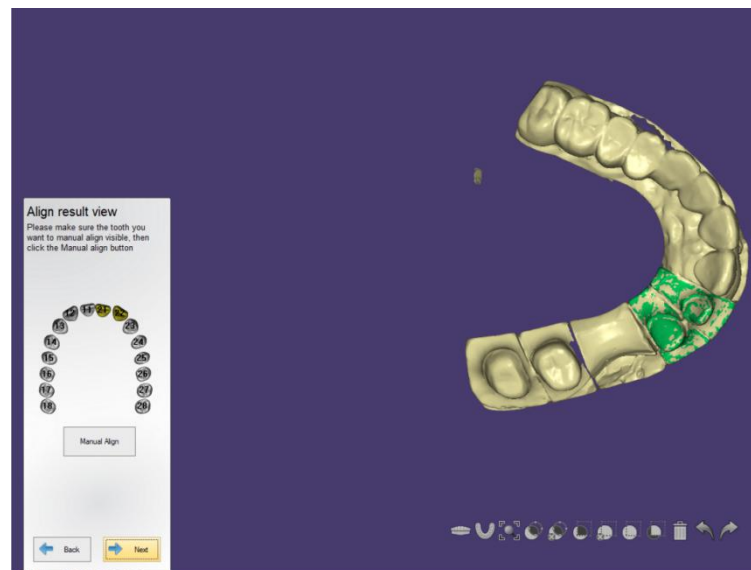 Align result view
Please make sure the tooth you
want to manual align visible, then
click the Manual align button
12 11 21 22
13 23
14 24
15 25
16 26
17 27
18 28
Manual Align
Back Next